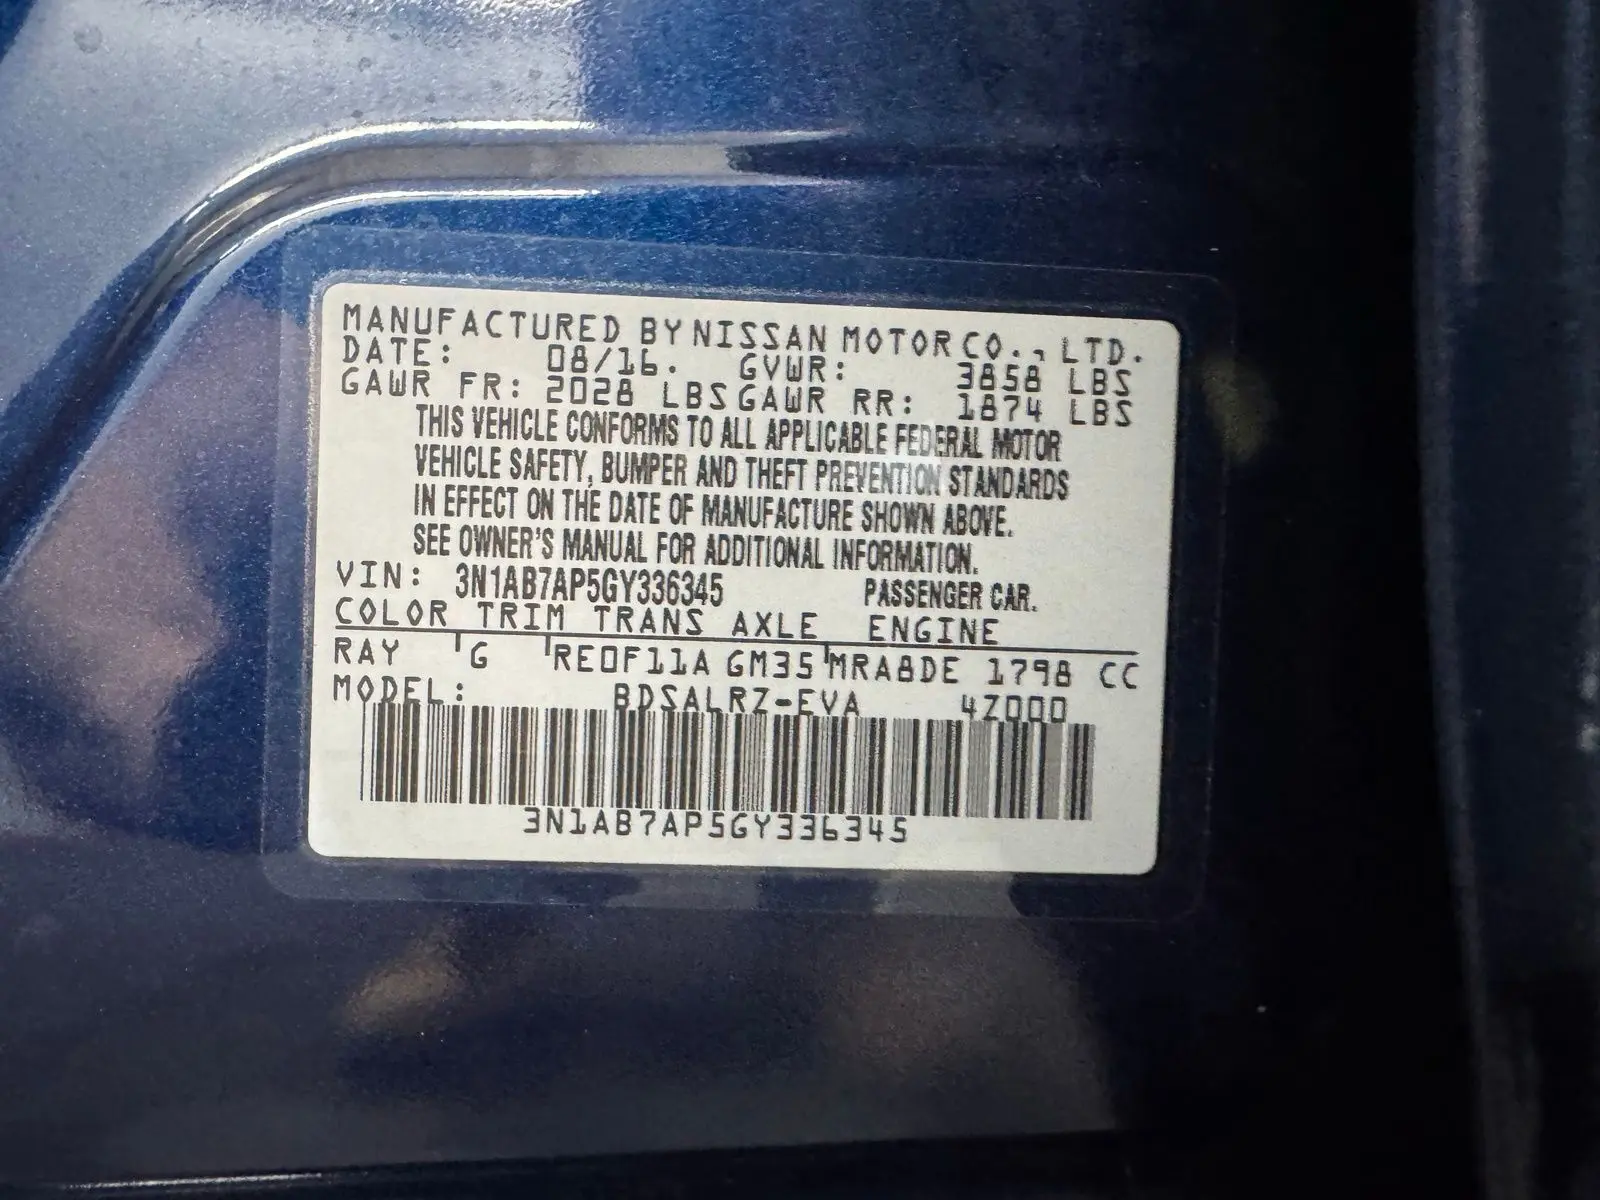 MANUFACTURED BY NISSAN MOTOR CO., LTD.
DATE: 08/16. GVWR: 3858 LBS
GAWR FR: 2028 LBS GAWR RR: 1874 LBS
THIS VEHICLE CONFORMS TO ALL APPLICABLE FEDERAL MOTOR
VEHICLE SAFETY, BUMPER AND THEFT PREVENTION STANDARDS
IN EFFECT ON THE DATE OF MANUFACTURE SHOWN ABOVE.
SEE OWNER'S MANUAL FOR ADDITIONAL INFORMATION.
VIN: 3N1AB7AP5GY336345 PASSENGER CAR.
COLOR TRIM TRANS AXLE ENGINE
RAY G RE0F11A GM35 MRA8DE 1798 CC
MODEL: BDSALRZ-EVA 4Z000
3N1AB7AP5GY336345